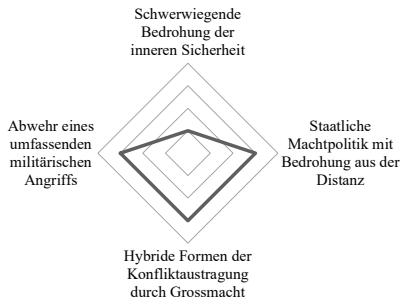 Schwerwiegende
Bedrohung der
inneren Sicherheit
Abwehr eines
umfassenden
militärischen
Angriffs
Staatliche
Machtpolitik mit
Bedrohung aus der
Distanz
Hybride Formen der
Konfliktaustragung
durch Grossmacht